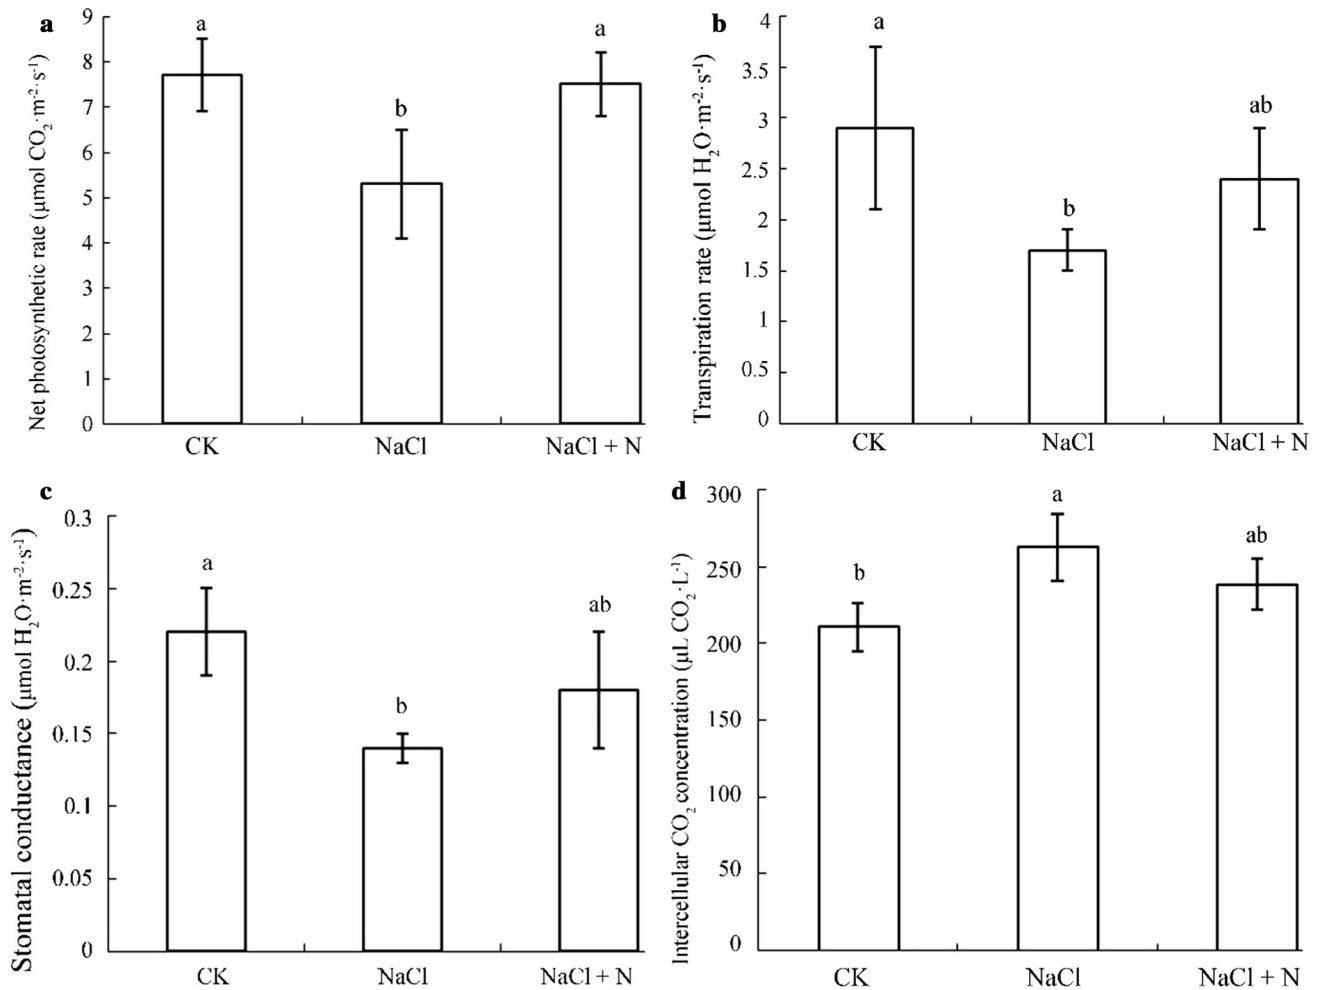 a
Net photosynthetic rate (μmol CO2·m-2·s-1)
9
8
7
6
5
4
3
2
1
0
a
b
a
CK
NaCl
NaCl + N
b
Transpiration rate (μmol H2O·m-2·s-1)
4
3.5
3
2.5
2
1.5
1
0.5
0
a
b
ab
CK
NaCl
NaCl + N
c
Stomatal conductance (μmol H2O·m-2·s-1)
0.3
0.25
0.2
0.15
0.1
0.05
0
a
b
ab
CK
NaCl
NaCl + N
d
Intercellular CO2 concentration (μL CO2·L-1)
300
250
200
150
100
50
0
b
a
ab
CK
NaCl
NaCl + N